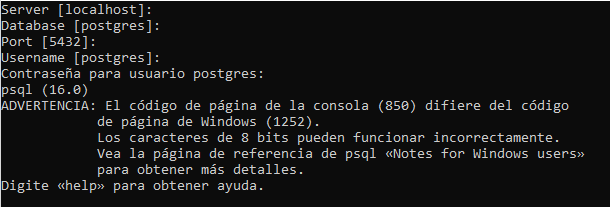 Server [localhost]:
Database [postgres]:
Port [5432]:
Username [postgres]:
Contraseña para usuario postgres:
psql (16.0)
ADVERTENCIA: El código de página de la consola (850) difiere del código
de página de Windows (1252).
Los caracteres de 8 bits pueden funcionar incorrectamente.
Vea la página de referencia de psql «Notes for Windows users»
para obtener más detalles.
Digite «help» para obtener ayuda.